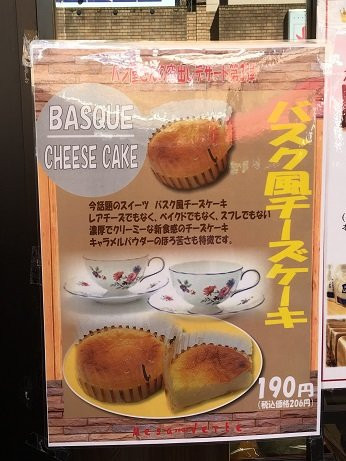 BASQUE
CHEESE CAKE
バスク風チーズケーキ
今話題のスイーツ バスク風チーズケーキ
レアチーズでもなく、ベイクドでもなく、スフレでもない
濃厚でクリーミーな新食感のチーズケーキ
キャラメルパウダーのほろ苦さも特徴です。
190円
(税込価格206円)